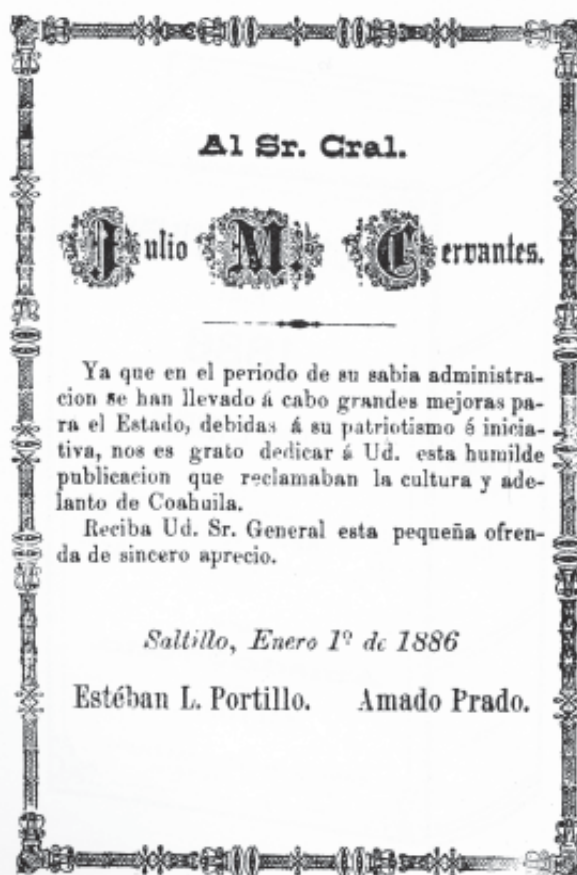 Al Sr. Cral.
Julio M. Cervantes.
Ya que en el periodo de su sabia administra-
cion se han llevado á cabo grandes mejoras pa-
ra el Estado, debidas á su patriotismo é inicia-
tiva, nos es grato dedicar á Ud. esta humilde
publicacion que reclamaban la cultura y ade-
lanto de Coahuila.
Reciba Ud. Sr. General esta pequeña ofren-
da de sincero aprecio.
Saltillo, Enero 1º de 1886
Estéban L. Portillo. Amado Prado.